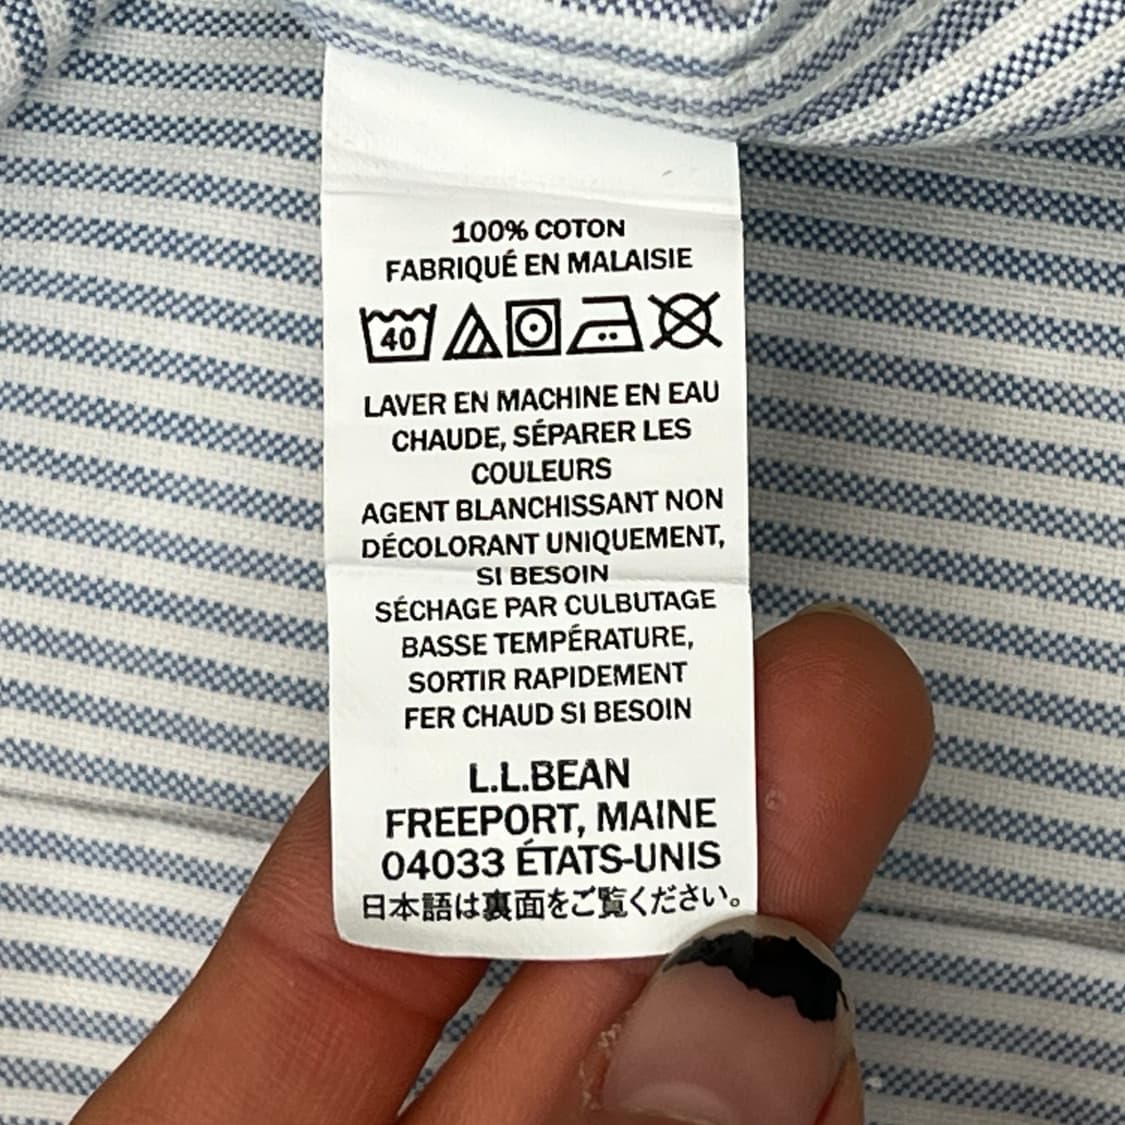 100% COTON
FABRIQUÉ EN MALAISIE
40
LAVER EN MACHINE EN EAU
CHAUDE, SÉPARER LES
COULEURS
AGENT BLANCHISSANT NON
DÉCOLORANT UNIQUEMENT,
SI BESOIN
SÉCHAGE PAR CULBUTAGE
BASSE TEMPÉRATURE,
SORTIR RAPIDEMENT
FER CHAUD SI BESOIN
L.L.BEAN
FREEPORT, MAINE
04033 ÉTATS-UNIS
日本語は裏面をご覧ください。